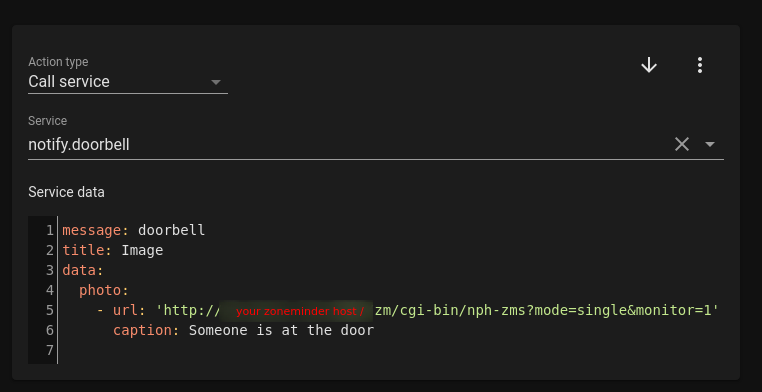 Action type
Call service
Service
notify.doorbell
Service data
1 message: doorbell
2 title: Image
3 data:
4 photo:
5 - url: 'http:// your zoneminder host / zm/cgi-bin/nph-zms?mode=single&monitor=1'
6 caption: Someone is at the door
7